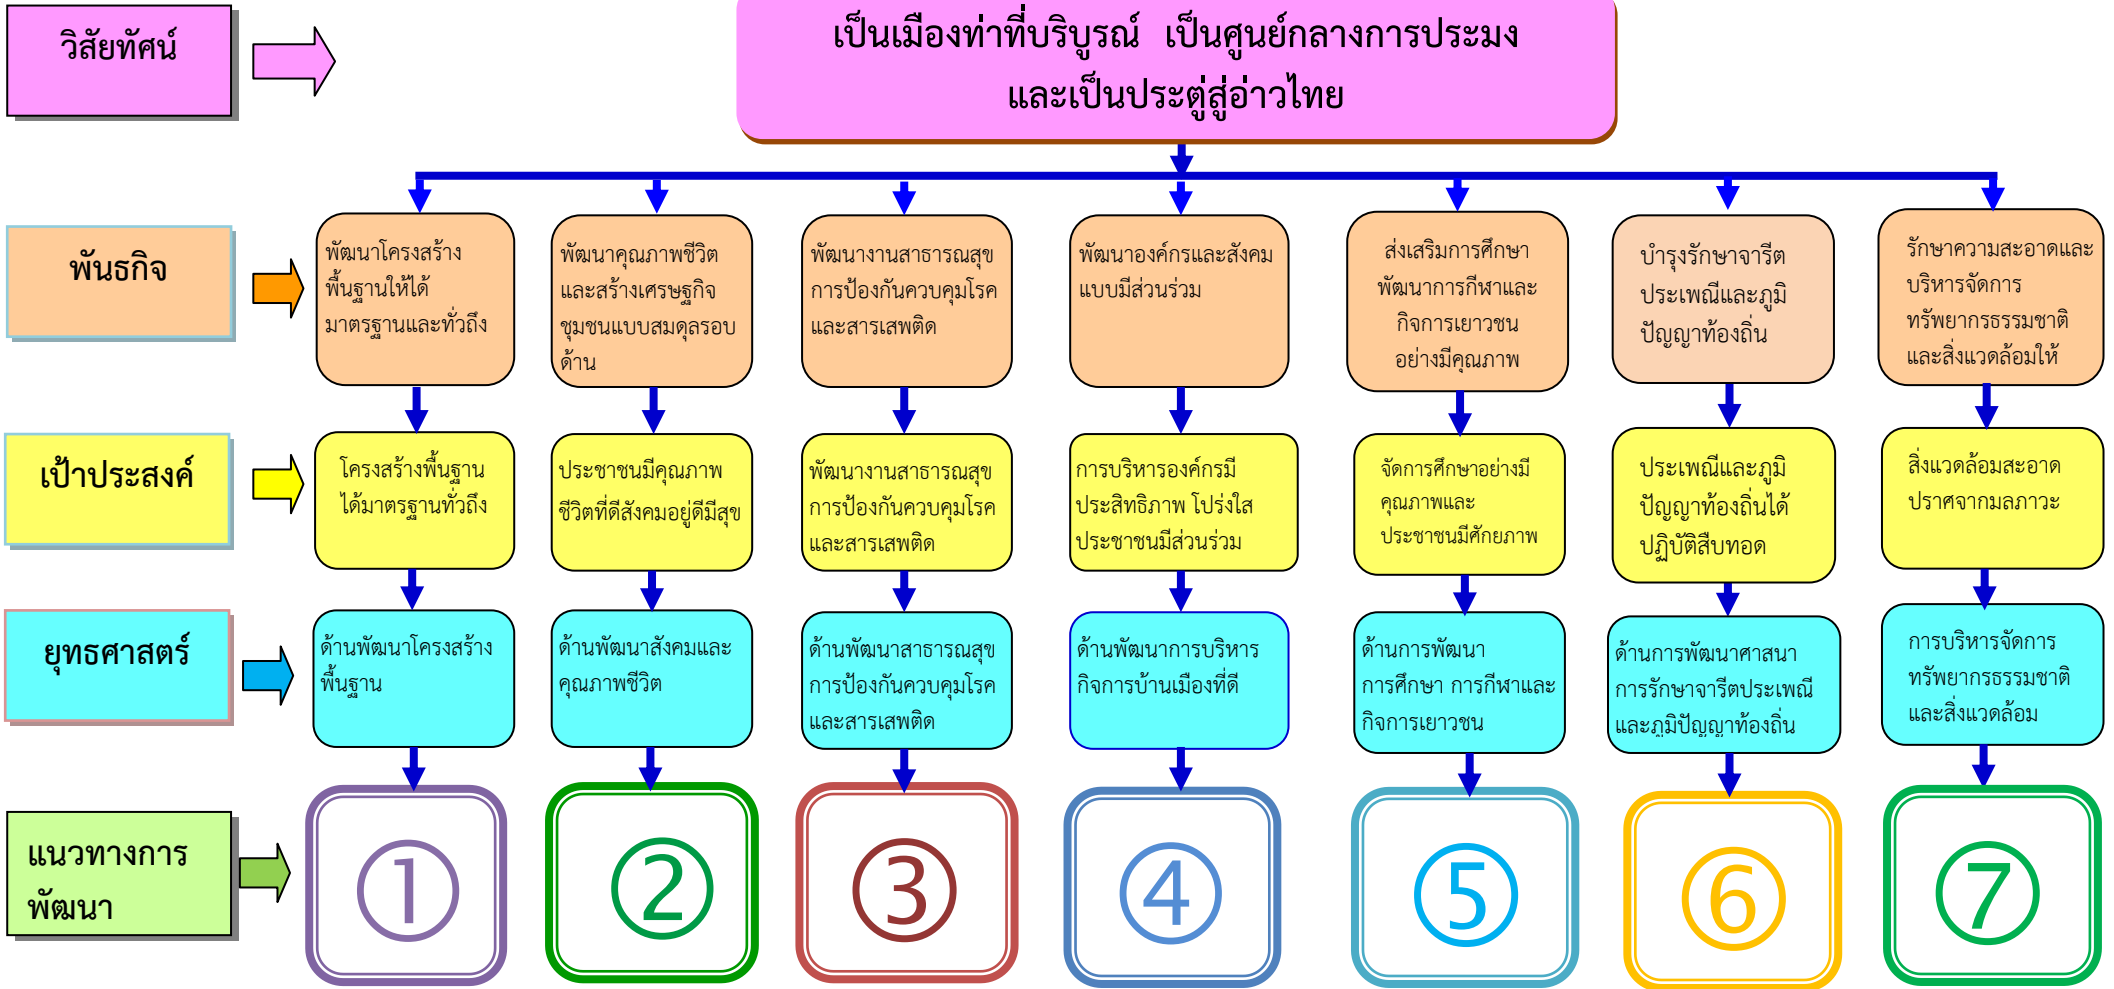 วิสัยทัศน์
เป็นเมืองท่าที่บริบูรณ์ เป็นศูนย์กลางการประมง
และเป็นประตู่สู่อ่าวไทย
พันธกิจ
พัฒนาโครงสร้าง
พื้นฐานให้ได้
มาตรฐานและทั่วถึง
พัฒนาคุณภาพชีวิต
และสร้างเศรษฐกิจ
ชุมชนแบบสมดุลรอบ
ด้าน
พัฒนางานสาธารณสุข
การป้องกันควบคุมโรค
และสารเสพติด
พัฒนาองค์กรและสังคม
แบบมีส่วนร่วม
ส่งเสริมการศึกษา
พัฒนาการกีฬาและ
กิจการเยาวชน
อย่างมีคุณภาพ
บำรุงรักษาจารีต
ประเพณีและภูมิ
ปัญญาท้องถิ่น
รักษาความสะอาดและ
บริหารจัดการ
ทรัพยากรธรรมชาติ
และสิ่งแวดล้อมให้
เป้าประสงค์
โครงสร้างพื้นฐาน
ได้มาตรฐานทั่วถึง
ประชาชนมีคุณภาพ
ชีวิตที่ดีสังคมอยู่ดีมีสุข
พัฒนางานสาธารณสุข
การป้องกันควบคุมโรค
และสารเสพติด
การบริหารองค์กรมี
ประสิทธิภาพ โปร่งใส
ประชาชนมีส่วนร่วม
จัดการศึกษาอย่างมี
คุณภาพและ
ประชาชนมีศักยภาพ
ประเพณีและภูมิ
ปัญญาท้องถิ่นได้
ปฏิบัติสืบทอด
สิ่งแวดล้อมสะอาด
ปราศจากมลภาวะ
ยุทธศาสตร์
ด้านพัฒนาโครงสร้าง
พื้นฐาน
ด้านพัฒนาสังคมและ
คุณภาพชีวิต
ด้านพัฒนาสาธารณสุข
การป้องกันควบคุมโรค
และสารเสพติด
ด้านพัฒนาการบริหาร
กิจการบ้านเมืองที่ดี
ด้านการพัฒนา
การศึกษา การกีฬาและ
กิจการเยาวชน
ด้านการพัฒนาศาสนา
การรักษาจารีตประเพณี
และภูมิปัญญาท้องถิ่น
การบริหารจัดการ
ทรัพยากรธรรมชาติ
และสิ่งแวดล้อม
แนวทางการ
พัฒนา
①
②
③
④
⑤
⑥
⑦